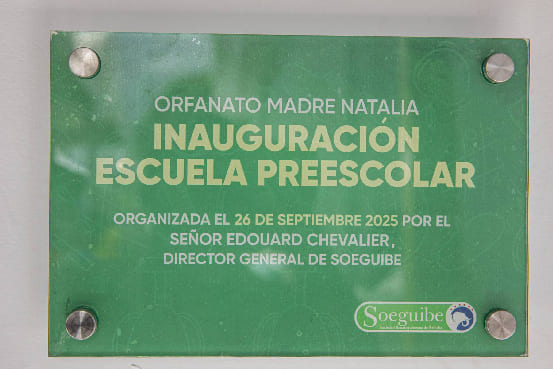 ORFANATO MADRE NATALIA
INAUGURACIÓN
ESCUELA PREESCOLAR
ORGANIZADA EL 26 DE SEPTIEMBRE 2025 POR EL
SEÑOR EDOUARD CHEVALIER,
DIRECTOR GENERAL DE SOEGUIBE
Soeguibe